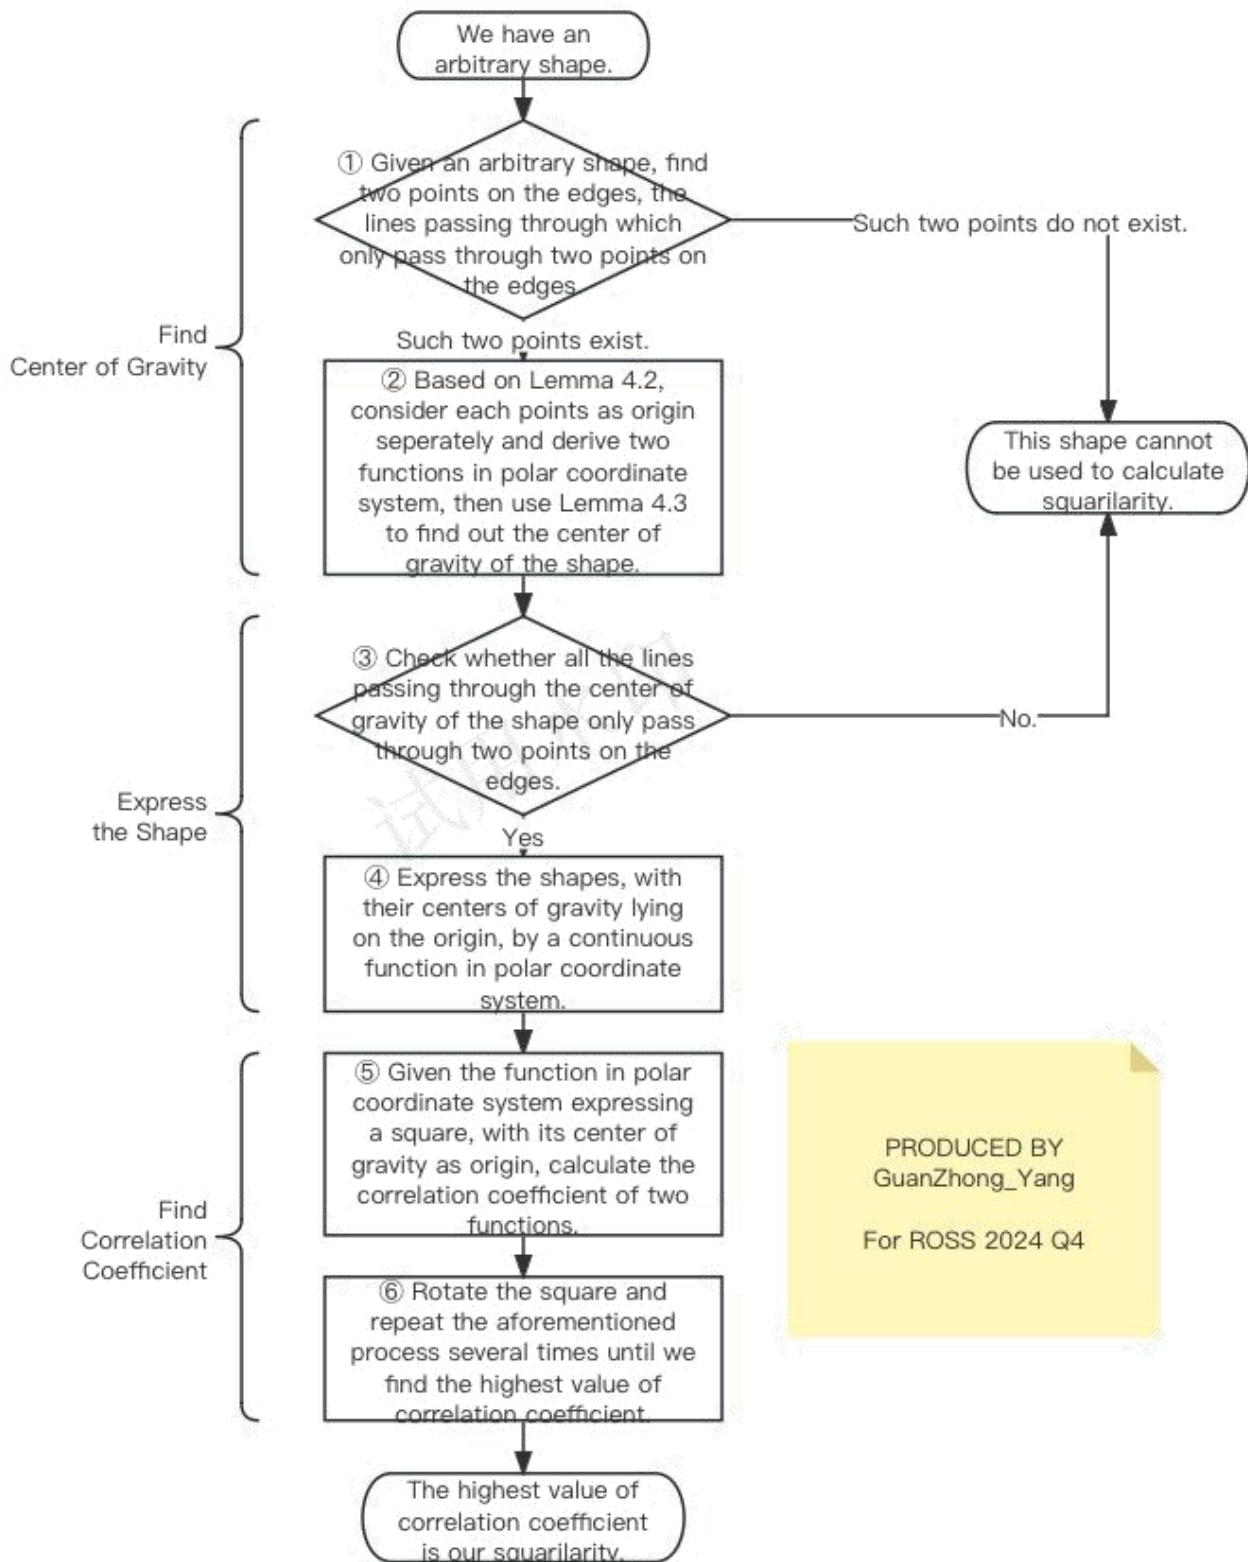 We have an
arbitrary shape.
① Given an arbitrary shape, find
two points on the edges, the
lines passing through which
only pass through two points on
the edges.
Such two points do not exist.
Find
Center of Gravity
Such two points exist.
② Based on Lemma 4.2,
consider each points as origin
seperately and derive two
functions in polar coordinate
system, then use Lemma 4.3
to find out the center of
gravity of the shape.
This shape cannot
be used to calculate
squarilarity.
③ Check whether all the lines
passing through the center of
gravity of the shape only pass
through two points on the
edges.
No.
试用水印
Express
the Shape
Yes
④ Express the shapes, with
their centers of gravity lying
on the origin, by a continuous
function in polar coordinate
system.
⑤ Given the function in polar
coordinate system expressing
a square, with its center of
gravity as origin, calculate the
correlation coefficient of two
functions.
Find
Correlation
Coefficient
⑥ Rotate the square and
repeat the aforementioned
process several times until we
find the highest value of
correlation coefficient.
PRODUCED BY
GuanZhong_Yang
For ROSS 2024 Q4
The highest value of
correlation coefficient
is our squarilarity.